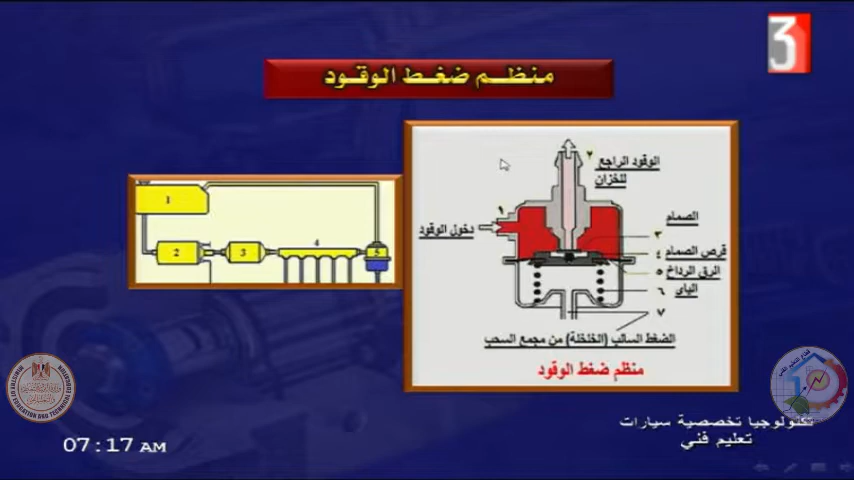 3
منظم ضغط الوقود
1
2
3
4
5
٢ الوقود الراجع
للخزان
١
دخول الوقود
الصمام
٣
٤ قرص الصمام
٥ الرق الرداخ
٦ الياى
٧
الضغط السالب (الخلخلة) من مجمع السحب
منظم ضغط الوقود
تكنولوجيا تخصصية سيارات
تعليم فني
07:17 AM